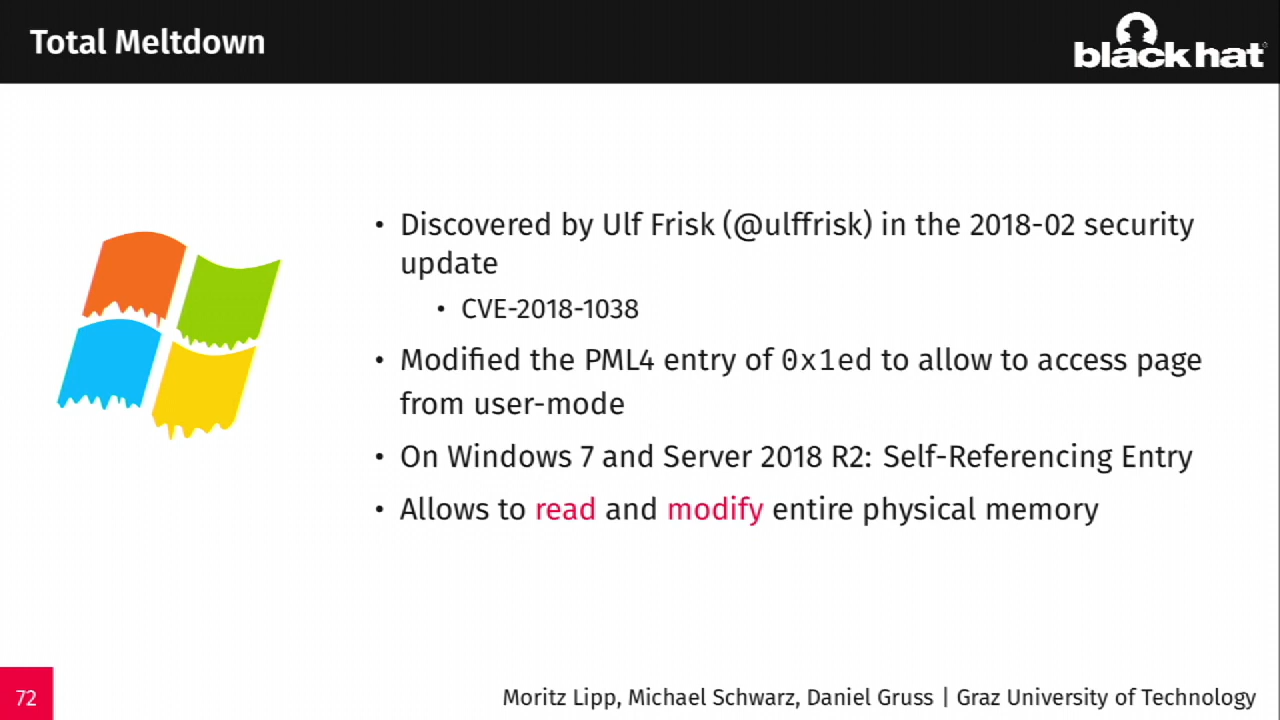 Total Meltdown
black hat
• Discovered by Ulf Frisk (@ulffrisk) in the 2018-02 security
update
• CVE-2018-1038
• Modified the PML4 entry of 0x1ed to allow to access page
from user-mode
• On Windows 7 and Server 2018 R2: Self-Referencing Entry
• Allows to read and modify entire physical memory
72
Moritz Lipp, Michael Schwarz, Daniel Gruss | Graz University of Technology